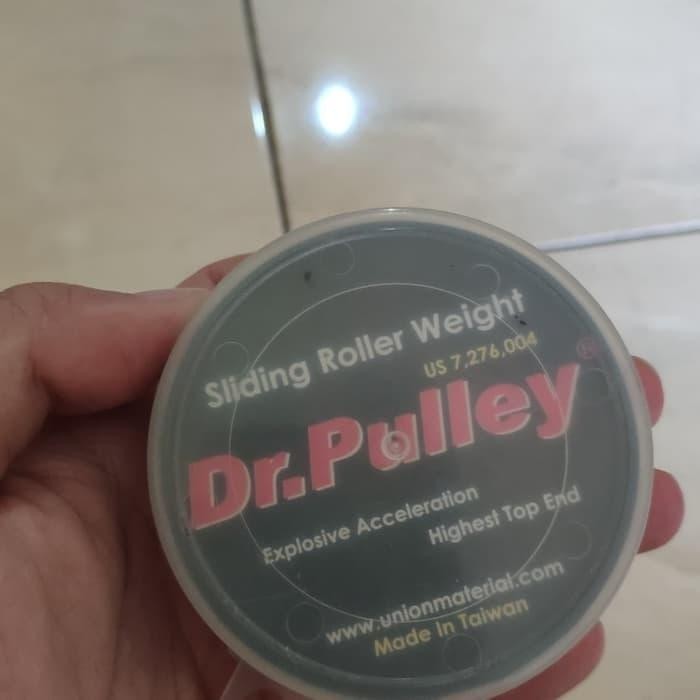 Sliding Roller Weight
US 7,276,004
Dr.Pulley®
Explosive Acceleration
Highest Top End
www.unionmaterial.com
Made In Taiwan